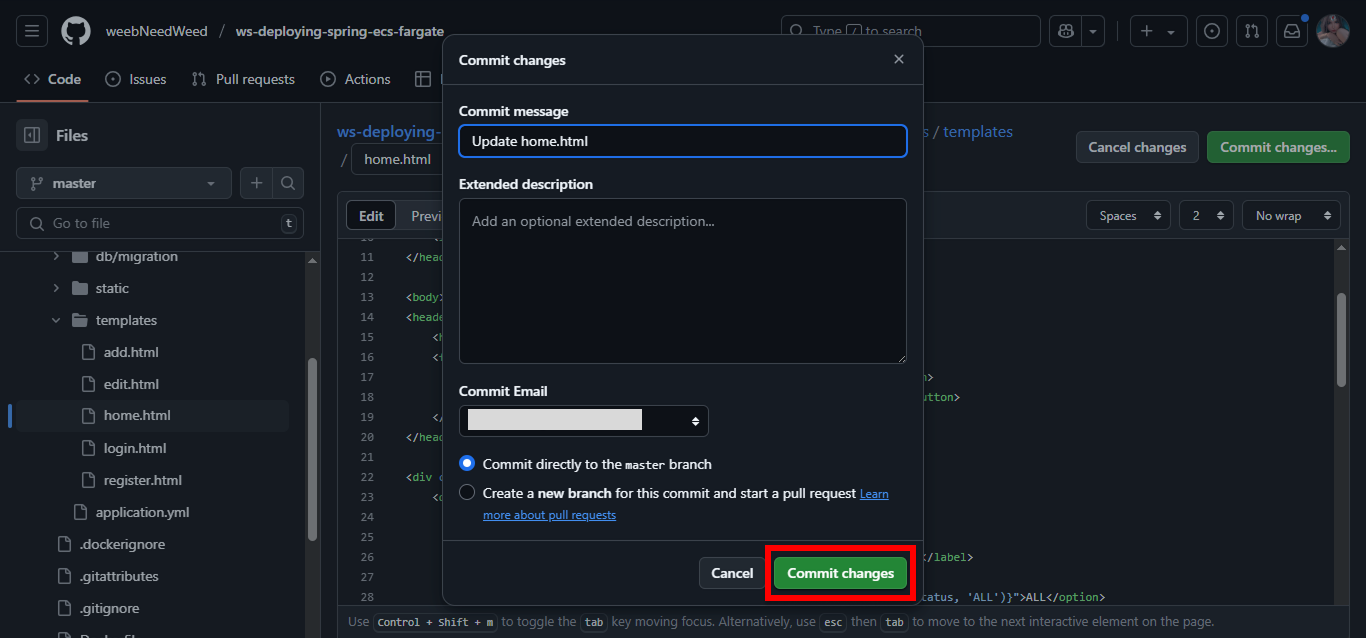 weebNeedWeed / ws-deploying-spring-ecs-fargate
Type / to search
Code
Issues
Pull requests
Actions
Files
master
Go to file
t
db/migration
static
templates
add.html
edit.html
home.html
login.html
register.html
application.yml
.dockerignore
.gitattributes
.gitignore
ws-deploying-
/ templates
/ home.html
Cancel changes
Commit changes...
Edit
Previ
Spaces
2
No wrap
11 </head
12
13 <body>
14 <heade
15 <h
16 <f
17 >
18 utton>
19 </
20 </head
21
22 <div c
23 <d
24
25
26 </label>
27
28 tatus, 'ALL')}">ALL</option>
Use Control + Shift + m to toggle the tab key moving focus. Alternatively, use esc then tab to move to the next interactive element on the page.
Commit changes
Commit message
Update home.html
Extended description
Add an optional extended description...
Commit Email
Commit directly to the master branch
Create a new branch for this commit and start a pull request Learn
more about pull requests
Cancel
Commit changes